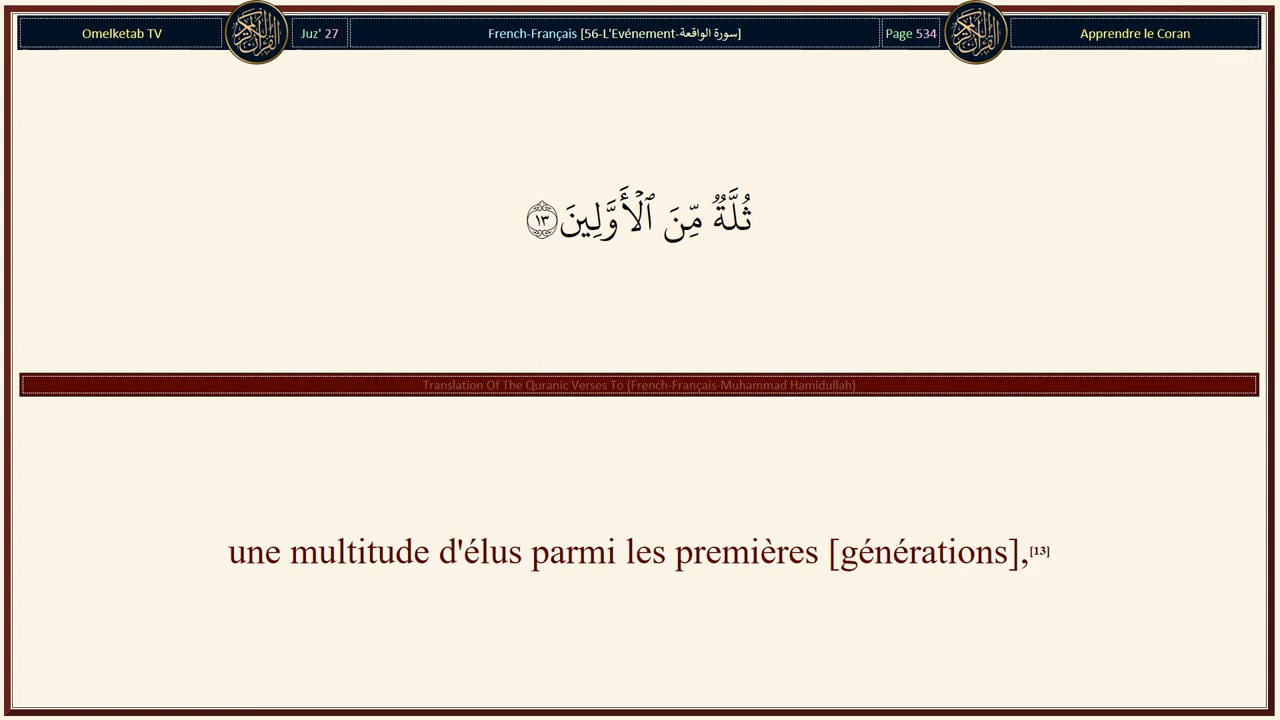 Omelketab TV
Juz' 27
French-Français [56-L'Evénement-سورة الواقعة]
Page 534
Apprendre le Coran
ثُلَّةٌ مِّنَ ٱلْأَوَّلِينَ ١٣
Translation Of The Quranic Verses To (French-Français-Muhammad Hamidullah)
une multitude d'élus parmi les premières [générations],[13]